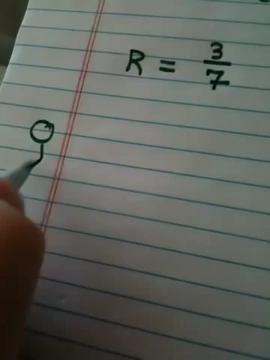 R = 3/7